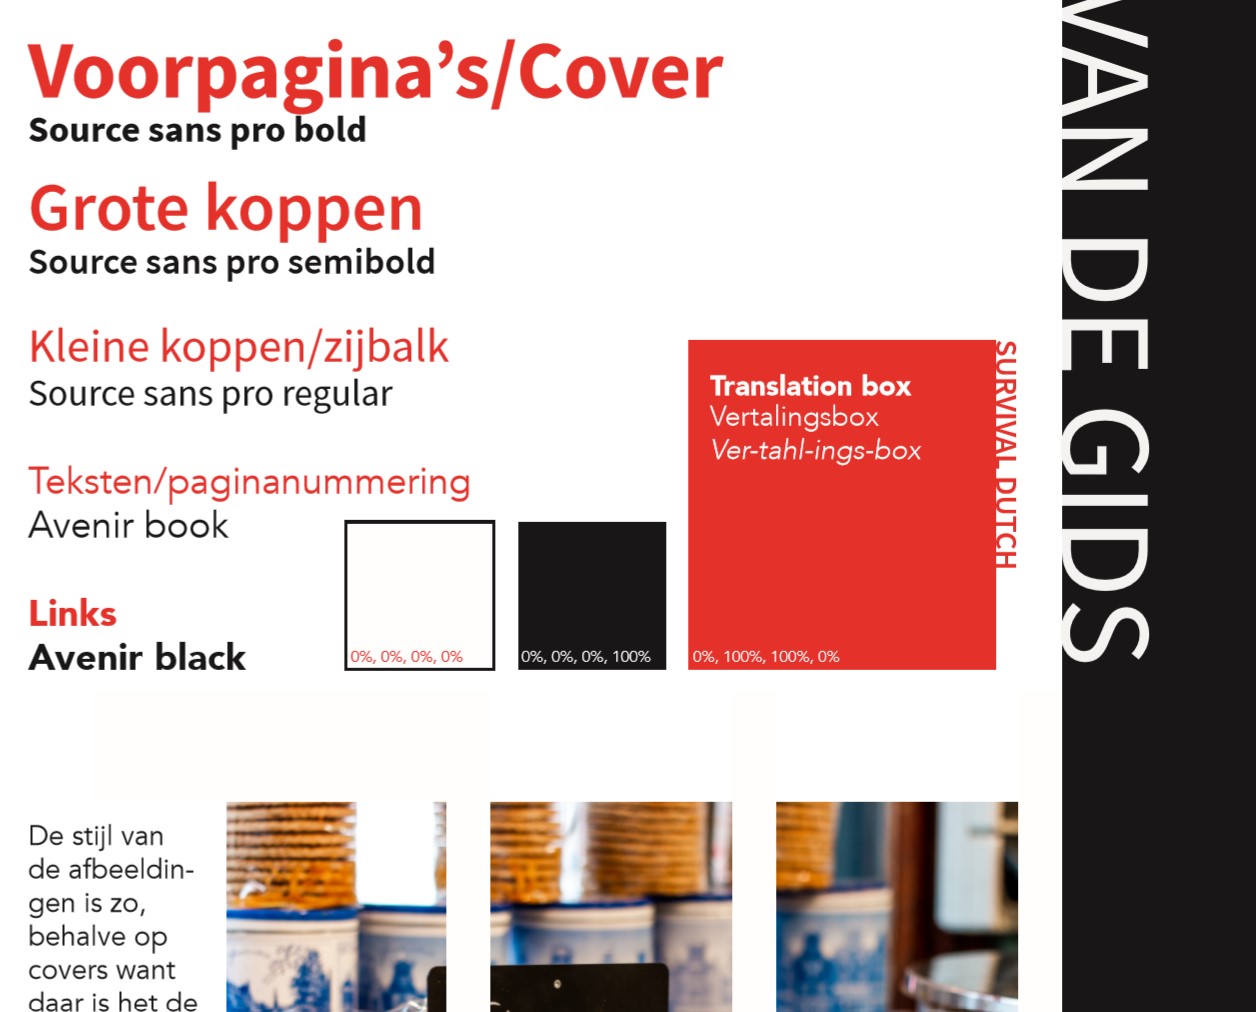 Voorpagina’s/Cover
Source sans pro bold
Grote koppen
Source sans pro semibold
Kleine koppen/zijbalk
Source sans pro regular
Teksten/paginanummering
Avenir book
Links
Avenir black
0%, 0%, 0%, 0%
0%, 0%, 0%, 100%
Translation box
Vertalingsbox
Ver-tahl-ings-box
0%, 100%, 100%, 0%
SURVIVAL DUTCH
VAN DE GIDS
De stijl van
de afbeeldin-
gen is zo,
behalve op
covers want
daar is het de